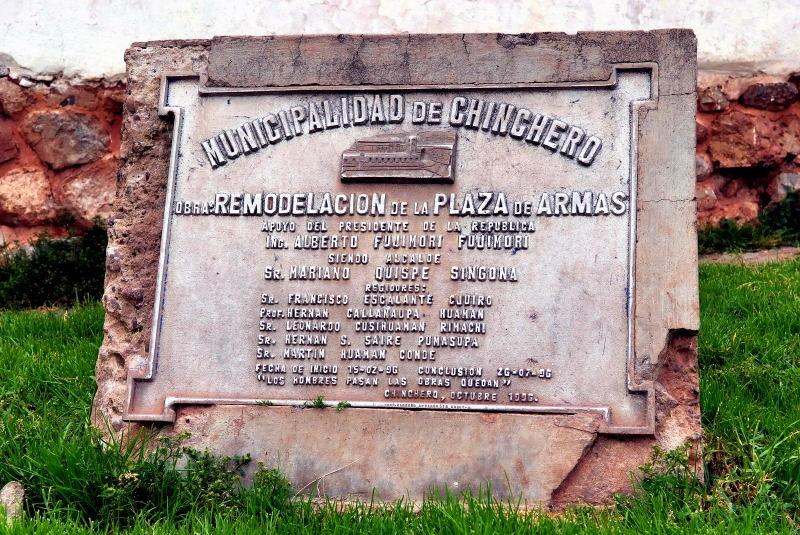 MUNICIPALIDAD DE CHINCHERO
OBRA: REMODELACION DE LA PLAZA DE ARMAS
APOYO DEL PRESIDENTE DE LA REPUBLICA
ING. ALBERTO FUJIMORI FUJIMORI
SIENDO ALCALDE
SR. MARIANO QUISPE SINGONA
REGIDORES:
SR. FRANCISCO ESCALANTE CJUIRO
PROF. HERNAN CALLAÑAUPA HUAMAN
SR. LEONARDO CUSIHUAMAN RIMACHI
SR. HERNAN S. SAIRE PUMASUPA
SR. MARTIN HUAMAN CONDE
FECHA DE INICIO 15-02-96 CONCLUSION 26-07-96
"LOS HOMBRES PASAN LAS OBRAS QUEDAN"
CHINCHERO, OCTUBRE 1996.